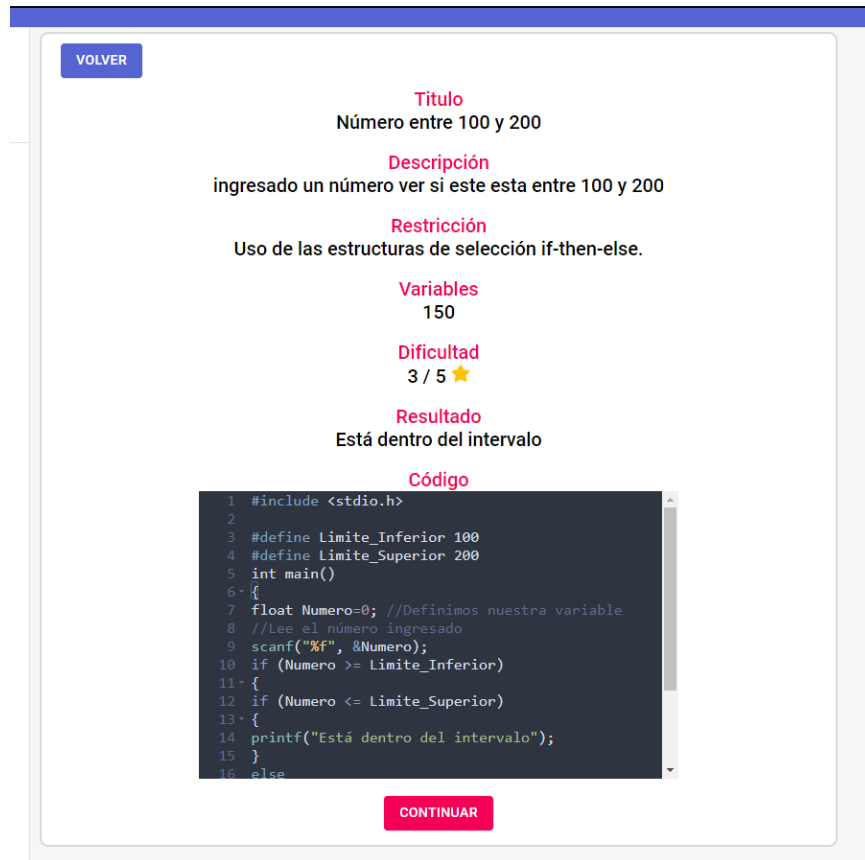 VOLVER
Titulo
Número entre 100 y 200
Descripción
ingresado un número ver si este esta entre 100 y 200
Restricción
Uso de las estructuras de selección if-then-else.
Variables
150
Dificultad
3 / 5
Resultado
Está dentro del intervalo
Código
1 #include <stdio.h>
2
3 #define Limite_Inferior 100
4 #define Limite_Superior 200
5 int main()
6 {
7 float Numero=0; //Definimos nuestra variable
8 //Lee el número ingresado
9 scanf("%f", &Numero);
10 if (Numero >= Limite_Inferior)
11 {
12 if (Numero <= Limite_Superior)
13 {
14 printf("Está dentro del intervalo");
15 }
16 else
CONTINUAR